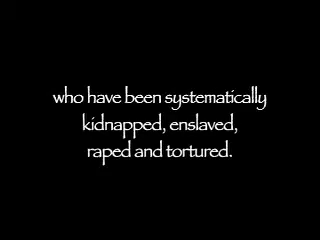 who have been systematically
kidnapped, enslaved,
raped and tortured.